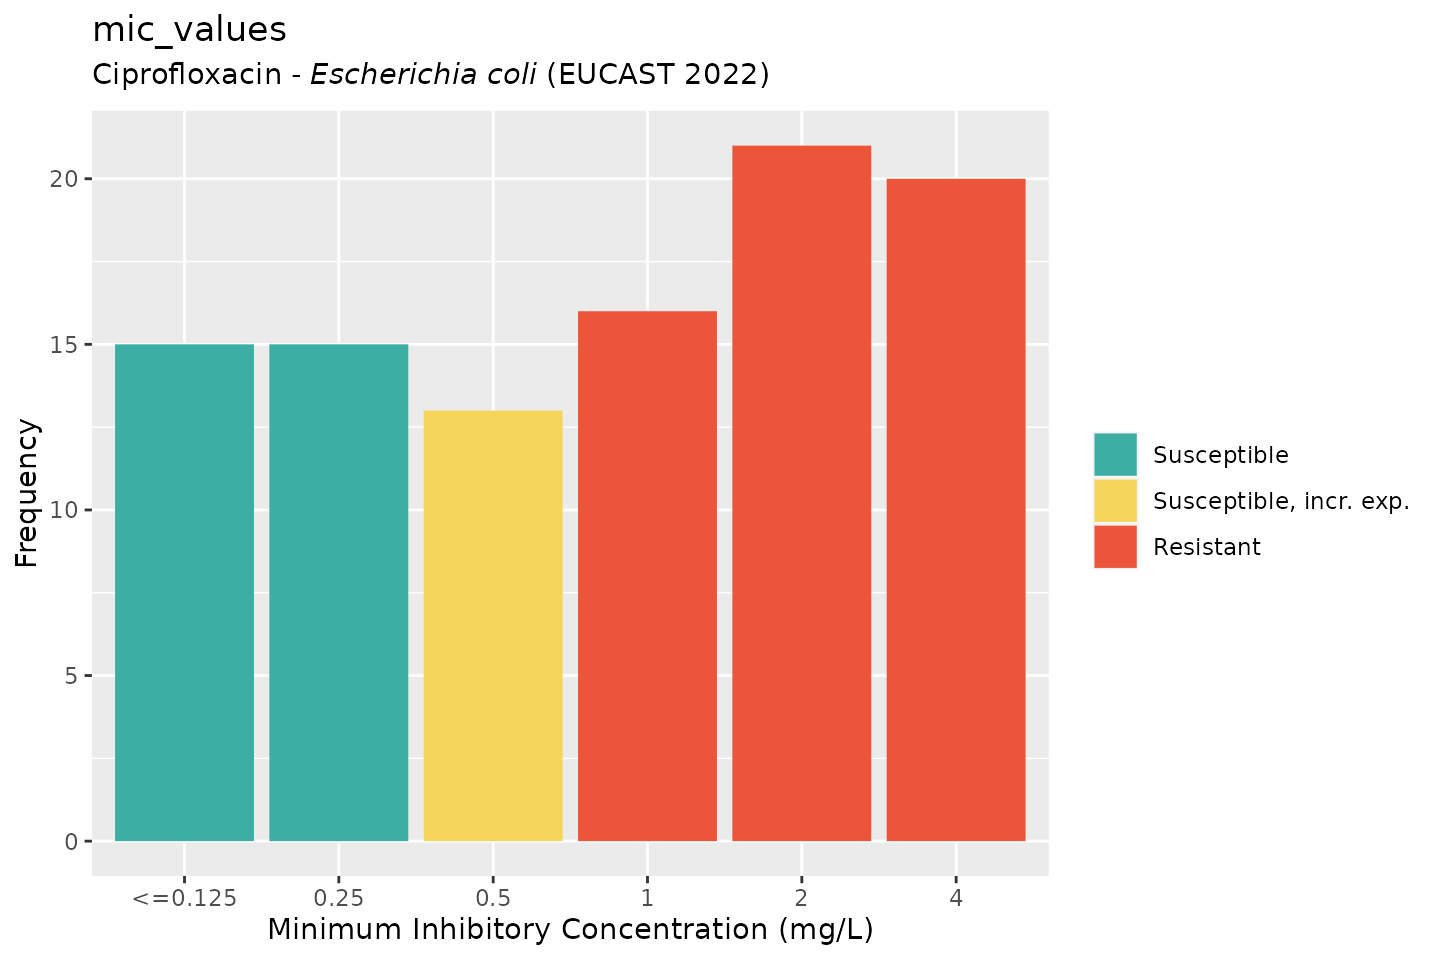 mic_values
Ciprofloxacin - Escherichia coli (EUCAST 2022)
Frequency
20
15
10
5
0
<=0.125 0.25 0.5 1 2 4
Minimum Inhibitory Concentration (mg/L)
Susceptible
Susceptible, incr. exp.
Resistant